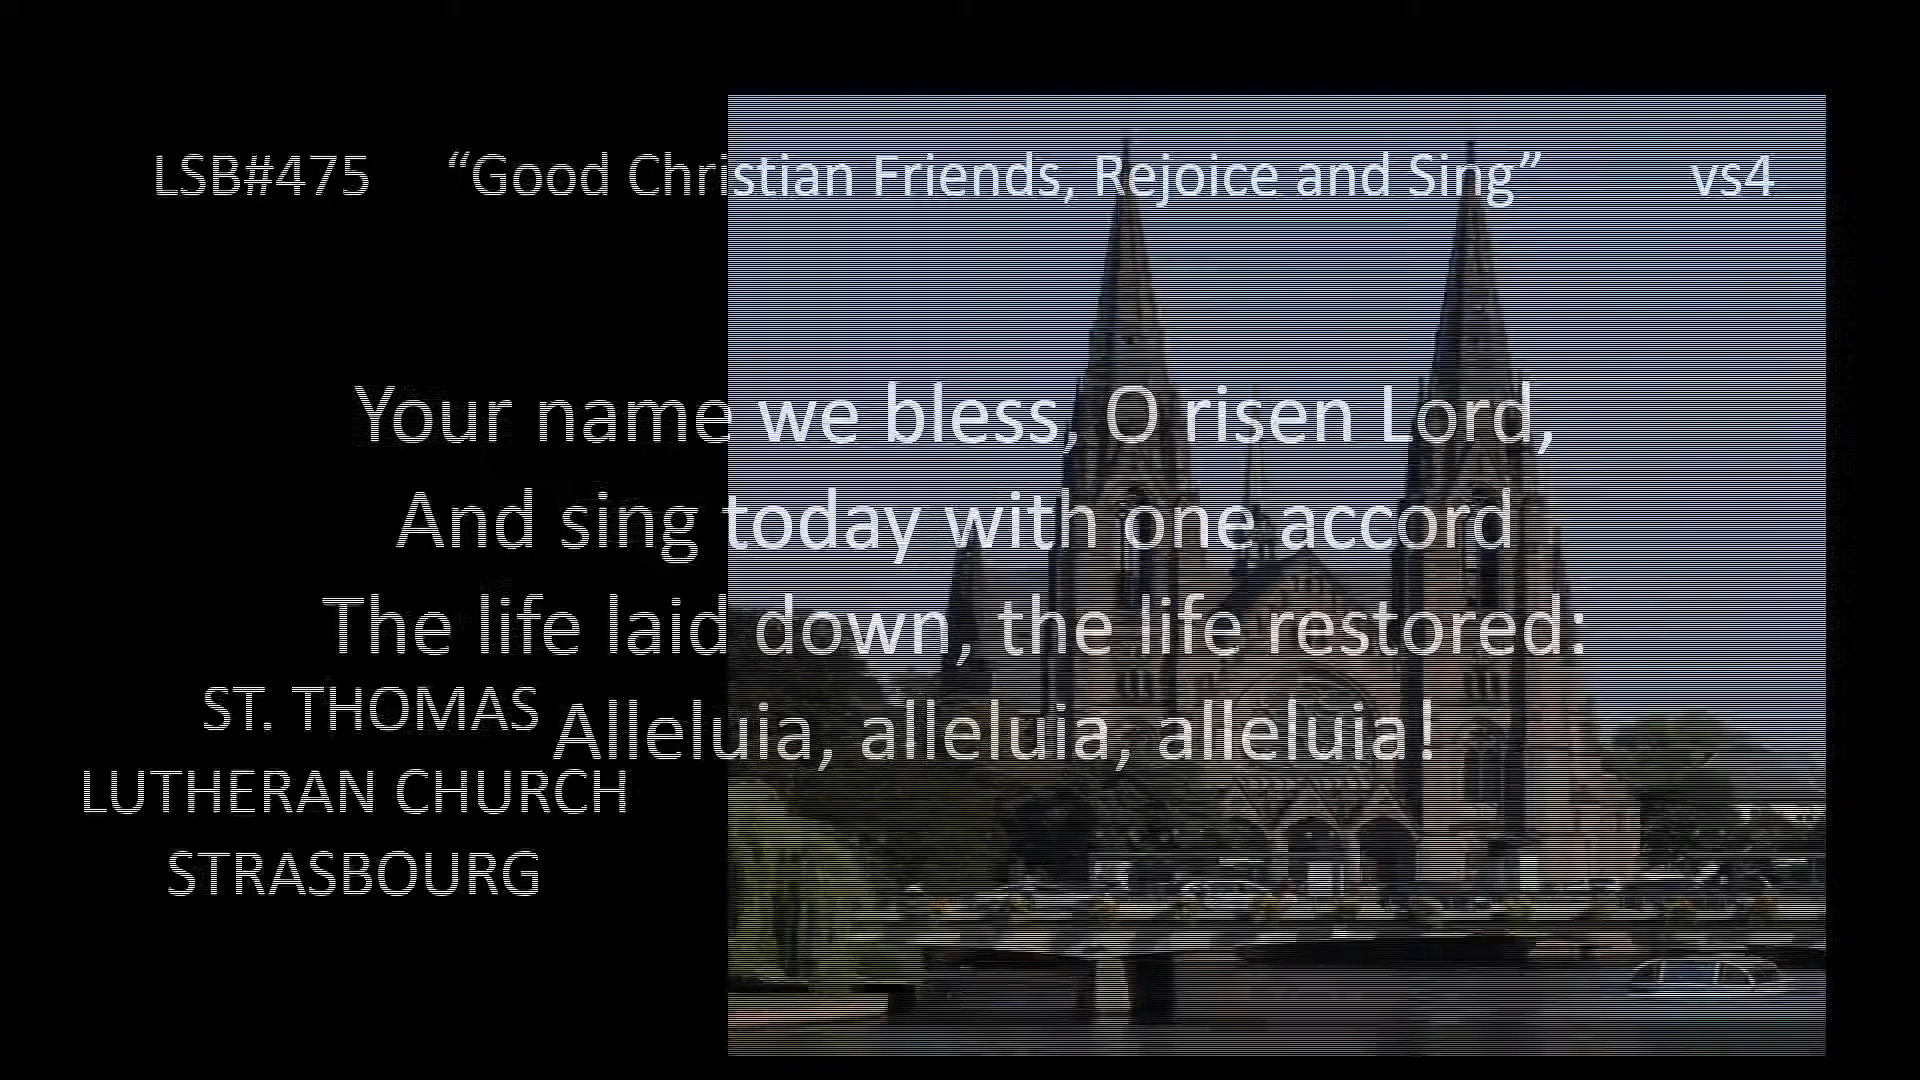 LSB#475 “Good Christian Friends, Rejoice and Sing” vs4
Your name we bless, O risen Lord,
And sing today with one accord
The life laid down, the life restored:
Alleluia, alleluia, alleluia!
ST. THOMAS
LUTHERAN CHURCH
STRASBOURG